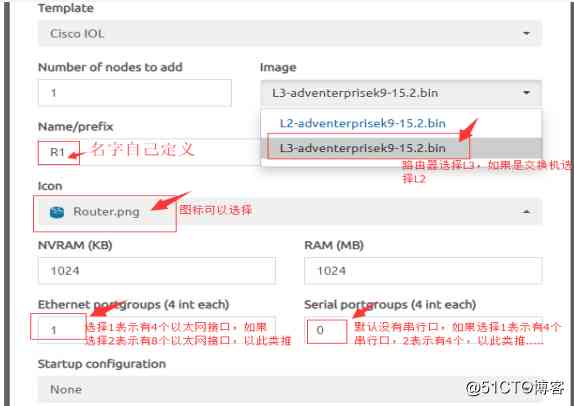 Template
Cisco IOL
Number of nodes to add
Image
1
L3-adventerprisek9-15.2.bin
L2-adventerprisek9-15.2.bin
L3-adventerprisek9-15.2.bin
Name/prefix
R1
名字自己定义
路由器选择L3，如果是交换机选
择L2
Icon
Router.png
图标可以选择
NVRAM (KB)
RAM (MB)
1024
1024
Ethernet portgroups (4 int each)
Serial portgroups (4 int each)
1
选择1表示有4个以太网接口，如果
选择2表示有8个以太网接口，以此类推
0
默认没有串行口，如果选择1表示有4个
串行口，2表示有4个，以此类推......
Startup configuration
None
@51CTO博客